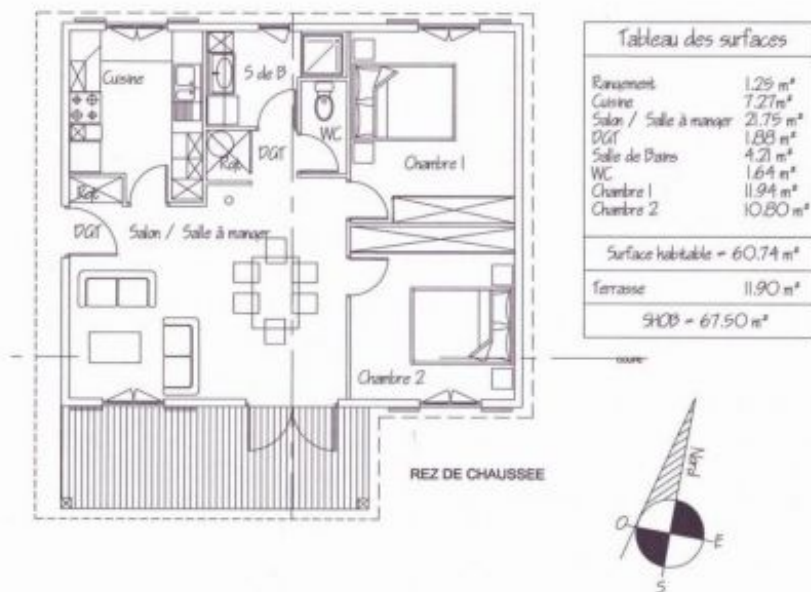 Cuisine
S de B
WC
Rgt
DGT
Chambre 1
Rgt
DGT
Salon / Salle à manger
Chambre 2
REZ DE CHAUSSEE
Tableau des surfaces
Rangement 1.25 m²
Cuisine 7.27 m²
Salon / Salle à manger 21.75 m²
DGT 1.88 m²
Salle de Bains 4.21 m²
WC 1.64 m²
Chambre 1 11.94 m²
Chambre 2 10.80 m²
Surface habitable = 60.74 m²
Terrasse 11.90 m²
SHOB = 67.50 m²
Nord
O
E
S